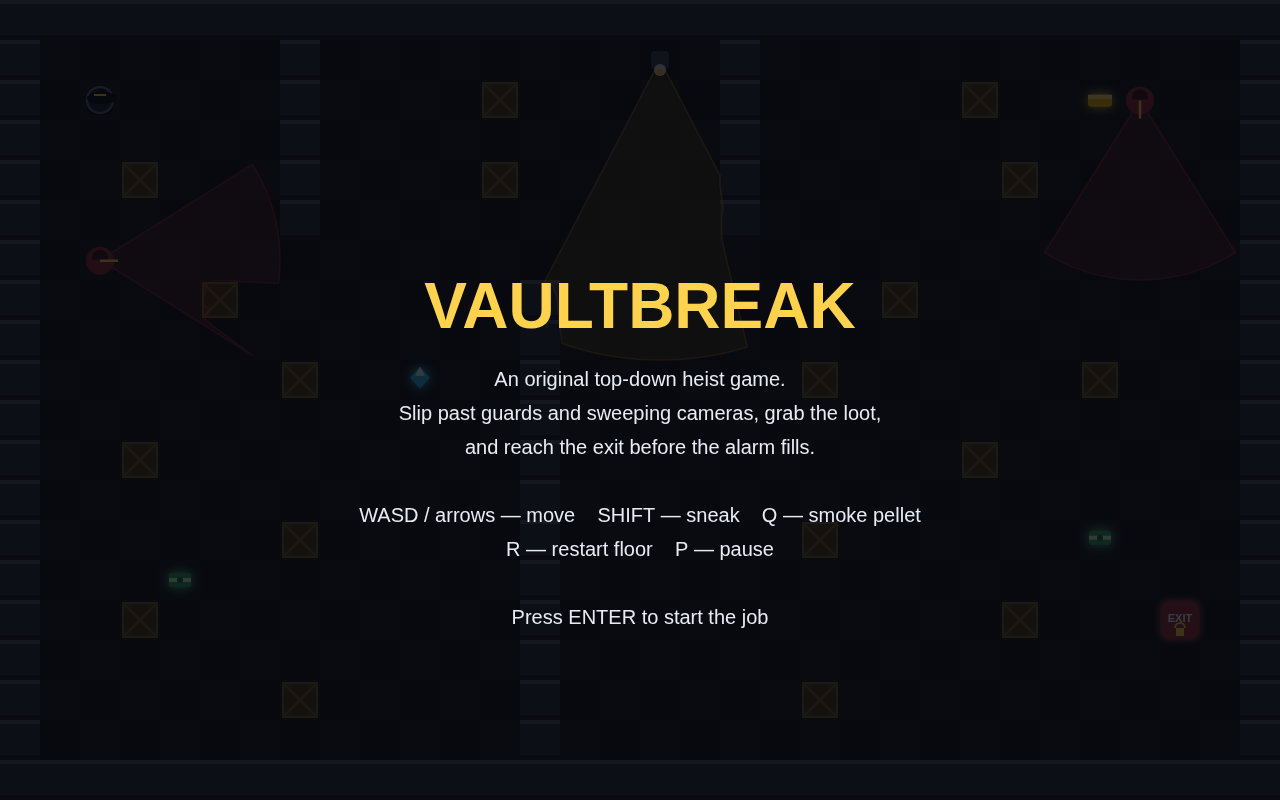 VAULTBREAK
An original top-down heist game.
Slip past guards and sweeping cameras, grab the loot,
and reach the exit before the alarm fills.
WASD / arrows — move SHIFT — sneak Q — smoke pellet
R — restart floor P — pause
Press ENTER to start the job
EXIT